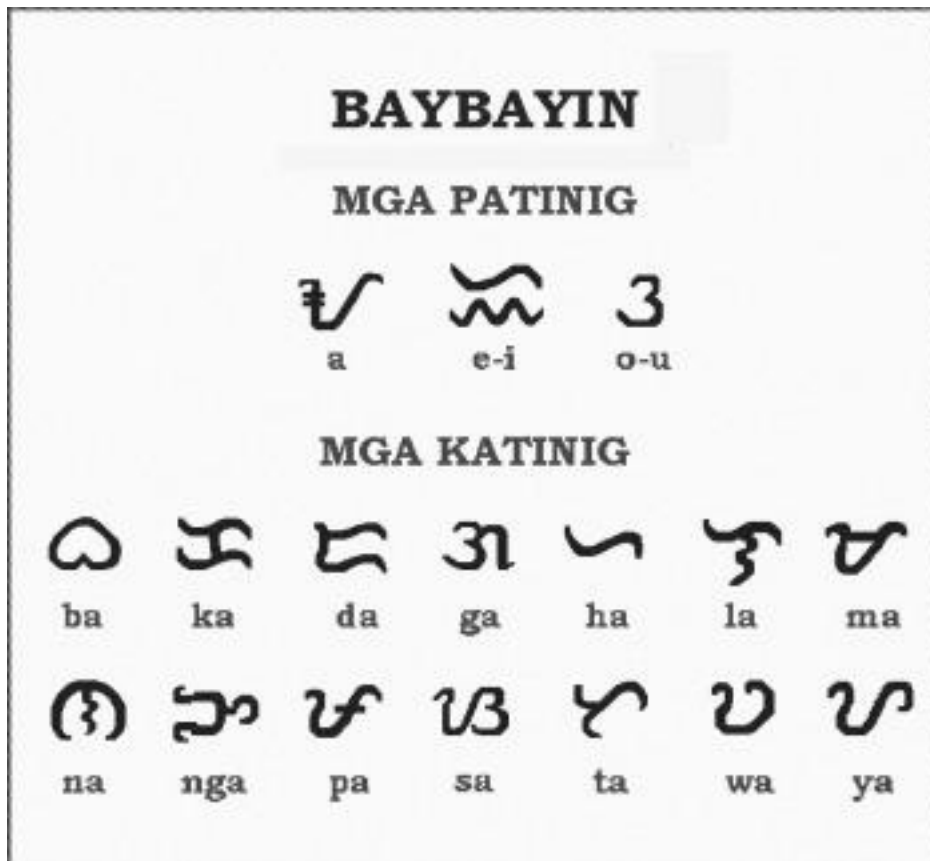 BAYBAYIN
MGA PATINIG
ᜀ ᜁ ᜂ
a e-i o-u
MGA KATINIG
ᜊ ᜃ ᜇ ᜄ ᜑ ᜎ ᜋ
ba ka da ga ha la ma
ᜈ ᜅ ᜉ ᜐ ᜆ ᜏ ᜌ
na nga pa sa ta wa ya